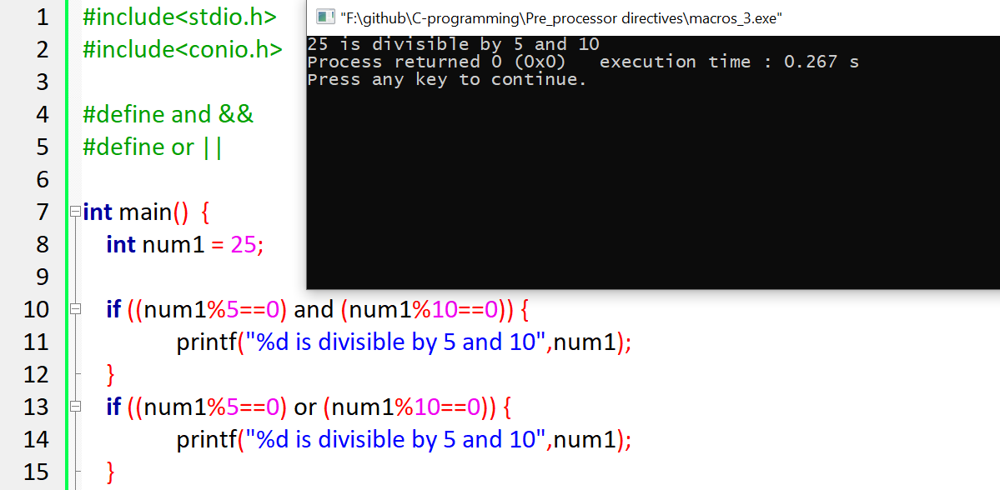 1 #include<stdio.h>
2 #include<conio.h>
3
4 #define and &&
5 #define or ||
6
7 int main() {
8 int num1 = 25;
9
10 if ((num1%5==0) and (num1%10==0)) {
11 printf("%d is divisible by 5 and 10",num1);
12 }
13 if ((num1%5==0) or (num1%10==0)) {
14 printf("%d is divisible by 5 and 10",num1);
15 }
"F:\github\C-programming\Pre_processor directives\macros_3.exe"
25 is divisible by 5 and 10
Process returned 0 (0x0) execution time : 0.267 s
Press any key to continue.